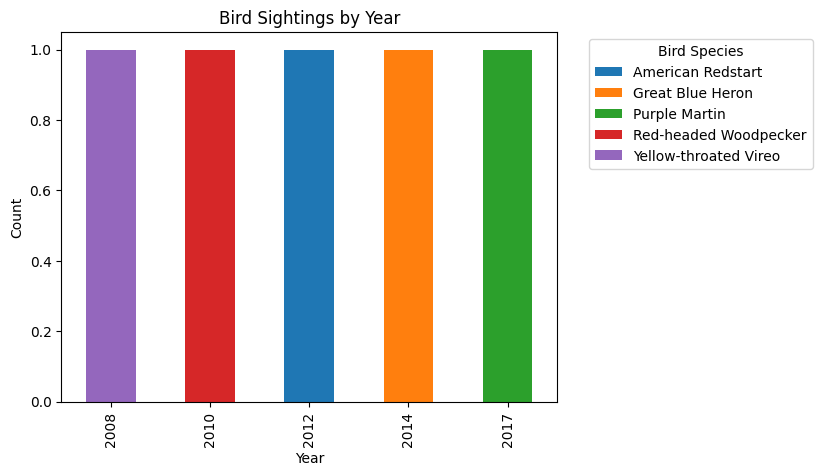 Bird Sightings by Year
Count
1.0
0.8
0.6
0.4
0.2
0.0
2008
2010
2012
2014
2017
Year
Bird Species
American Redstart
Great Blue Heron
Purple Martin
Red-headed Woodpecker
Yellow-throated Vireo